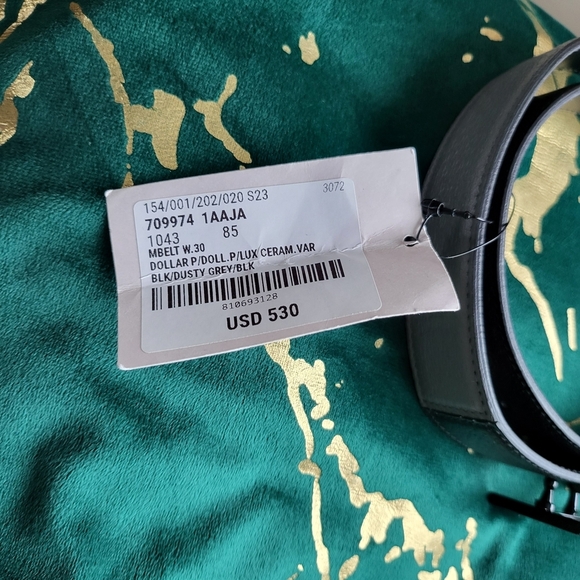 154/001/202/020 S23 3072
709974 1AAJA
1043 85
MBELT W.30
DOLLAR P/DOLL.P/LUX CERAM.VAR
BLK/DUSTY GREY/BLK
810693128
USD 530